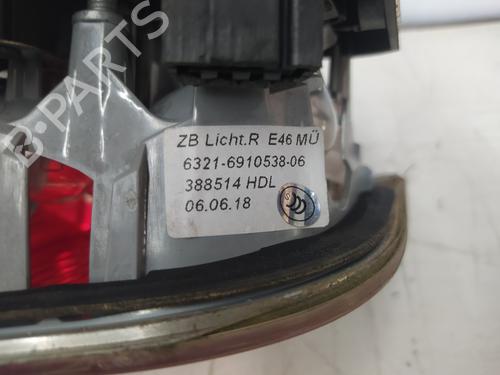 B-PARTS
ZB Licht.R E46 MÜ
6321-6910538-06
388514 HDL
06.06.18